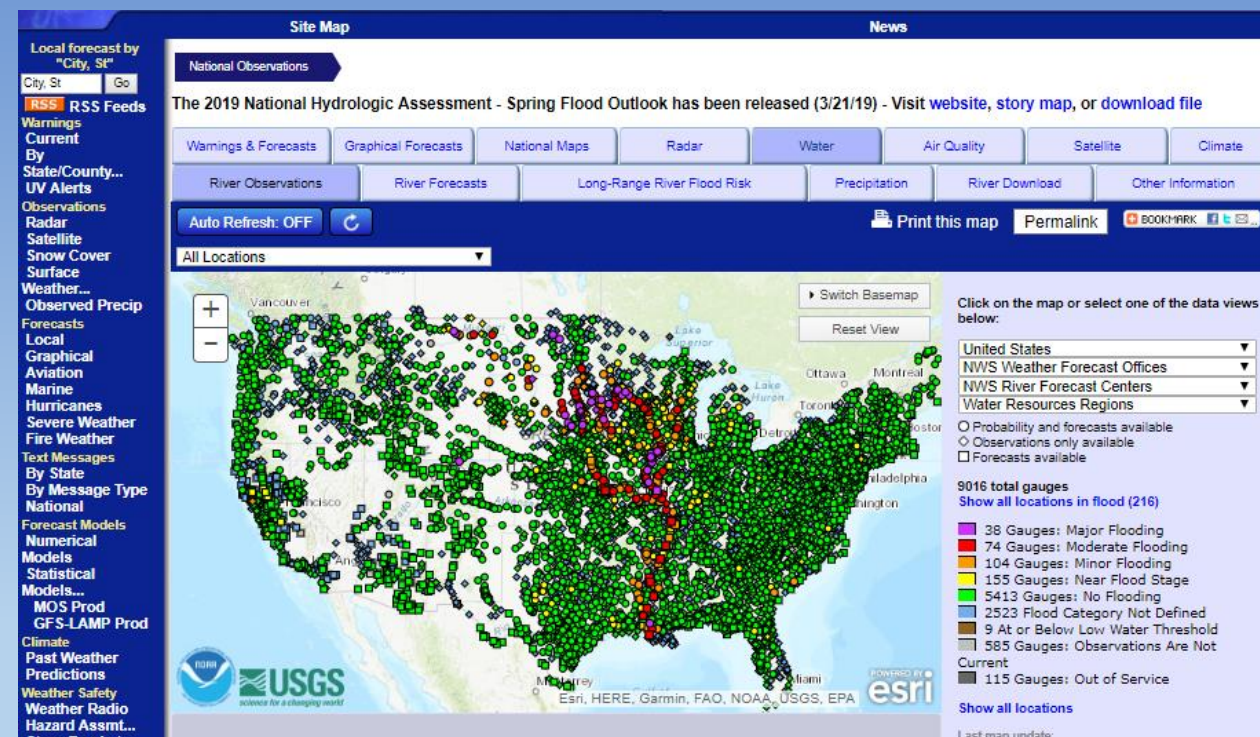 Site Map
News
Local forecast by
"City, St"
City, St
Go
RSS RSS Feeds
Warnings
Current
By
State/County...
UV Alerts
Observations
Radar
Satellite
Snow Cover
Surface
Weather...
Observed Precip
Forecasts
Local
Graphical
Aviation
Marine
Hurricanes
Severe Weather
Fire Weather
Text Messages
By State
By Message Type
National
Forecast Models
Numerical
Models
Statistical
Models...
MOS Prod
GFS-LAMP Prod
Climate
Past Weather
Predictions
Weather Safety
Weather Radio
Hazard Assmt...
National Observations
The 2019 National Hydrologic Assessment - Spring Flood Outlook has been released (3/21/19) - Visit website, story map, or download file
Warnings & Forecasts
Graphical Forecasts
National Maps
Radar
Water
Air Quality
Satellite
Climate
River Observations
River Forecasts
Long-Range River Flood Risk
Precipitation
River Download
Other Information
Auto Refresh: OFF
Print this map
Permalink
BOOKMARK
All Locations
+
−
Switch Basemap
Reset View
Vancouver
Lake
Superior
Ottawa
Montreal
Lake
Huron
Detroit
Monterrey
NOAA
USGS
science for a changing world
Esri, HERE, Garmin, FAO, NOAA, USGS, EPA
POWERED BY
esri
Click on the map or select one of the data views
below:
United States
NWS Weather Forecast Offices
NWS River Forecast Centers
Water Resources Regions
Probability and forecasts available
Observations only available
Forecasts available
9016 total gauges
Show all locations in flood (216)
38 Gauges: Major Flooding
74 Gauges: Moderate Flooding
104 Gauges: Minor Flooding
155 Gauges: Near Flood Stage
5413 Gauges: No Flooding
2523 Flood Category Not Defined
9 At or Below Low Water Threshold
585 Gauges: Observations Are Not
Current
115 Gauges: Out of Service
Show all locations
Last map update: